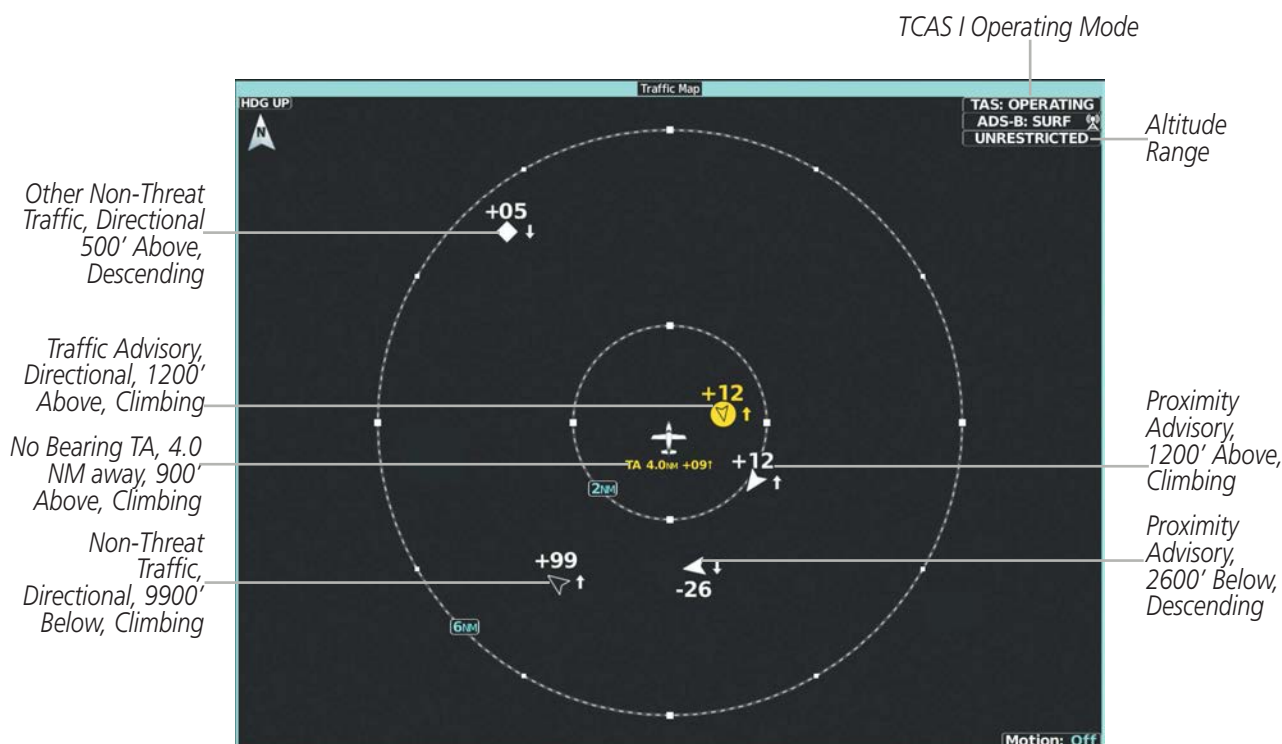 TCAS I Operating Mode
Traffic Map
HDG UP
N
TAS: OPERATING
ADS-B: SURF
UNRESTRICTED
Altitude
Range
Other Non-Threat
Traffic, Directional
500’ Above,
Descending
+05
Traffic Advisory,
Directional, 1200’
Above, Climbing
+12
No Bearing TA, 4.0
NM away, 900’
Above, Climbing
TA 4.0NM +09↑
+12
2NM
Proximity
Advisory,
1200’ Above,
Climbing
Non-Threat
Traffic,
Directional, 9900’
Below, Climbing
+99
-26
Proximity
Advisory,
2600’ Below,
Descending
6NM
Motion: Off